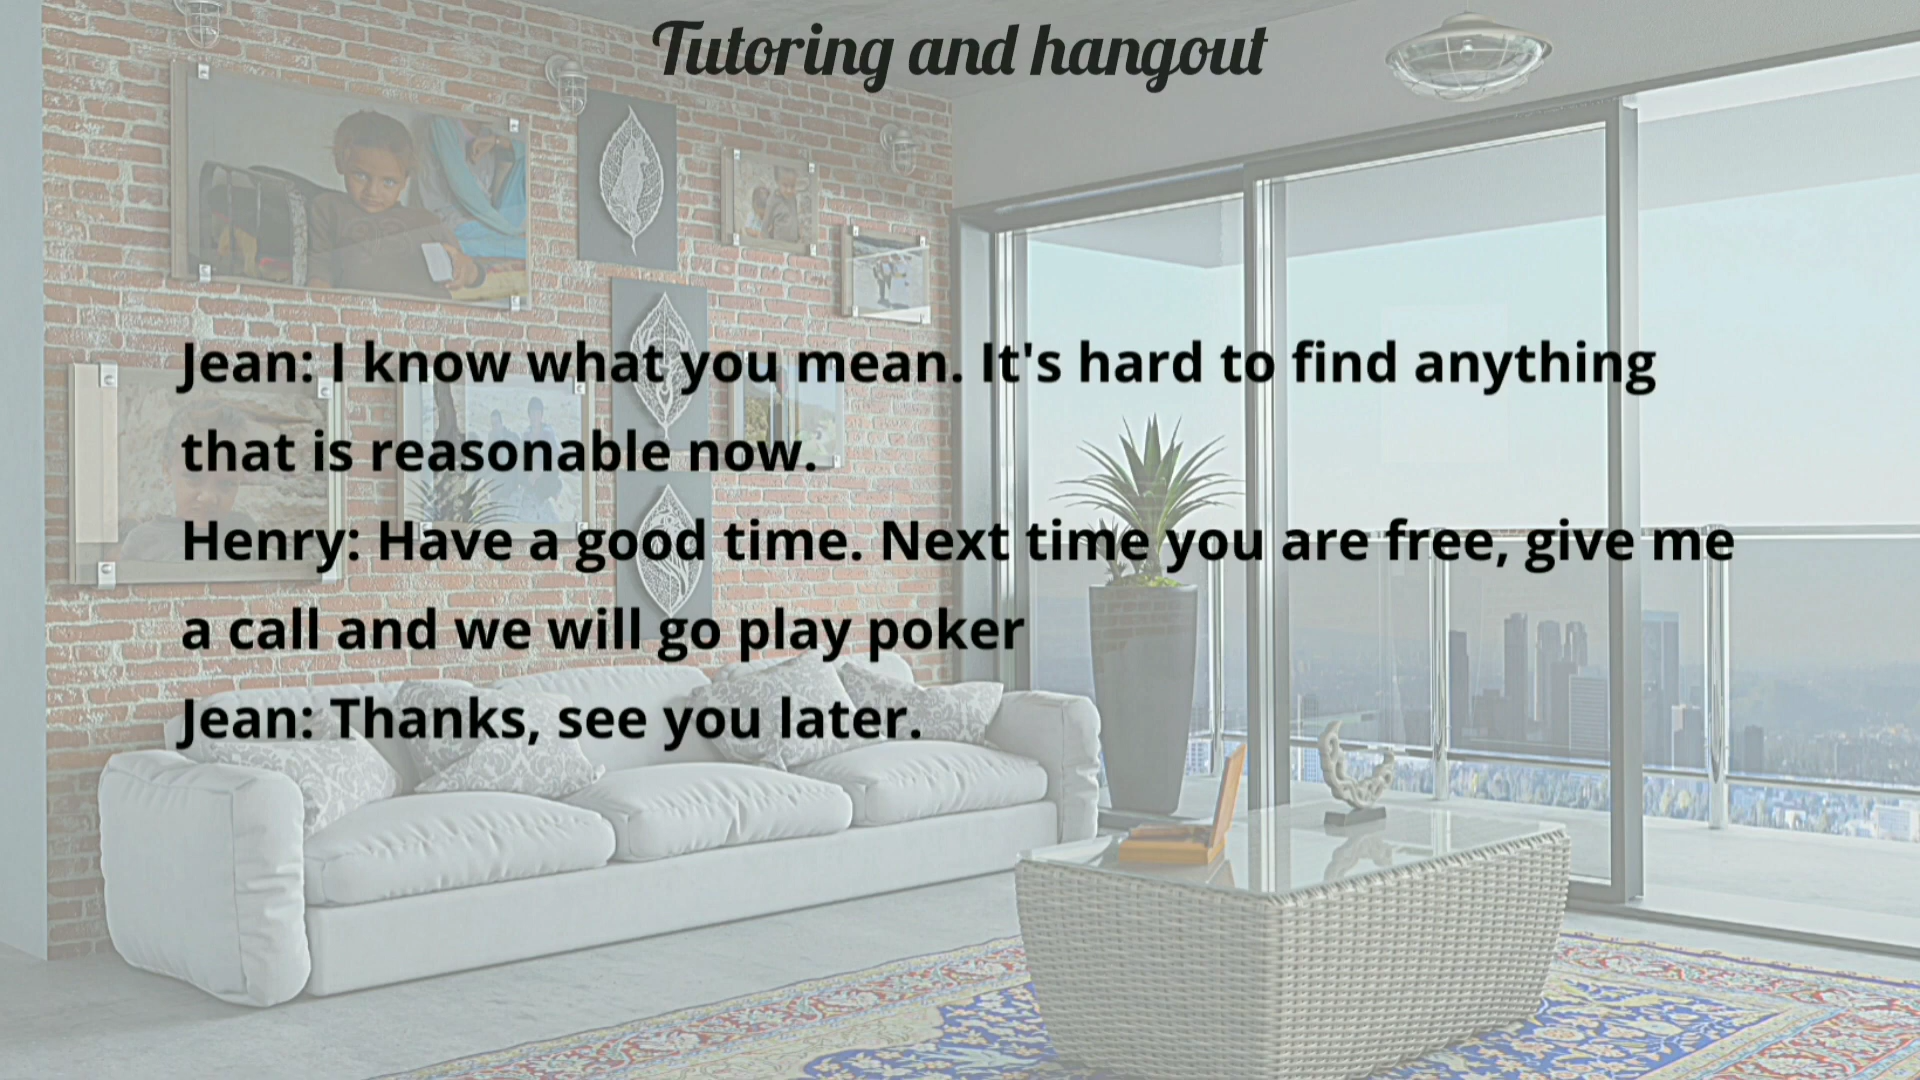 Tutoring and hangout
Jean: I know what you mean. It's hard to find anything
that is reasonable now.
Henry: Have a good time. Next time you are free, give me
a call and we will go play poker
Jean: Thanks, see you later.